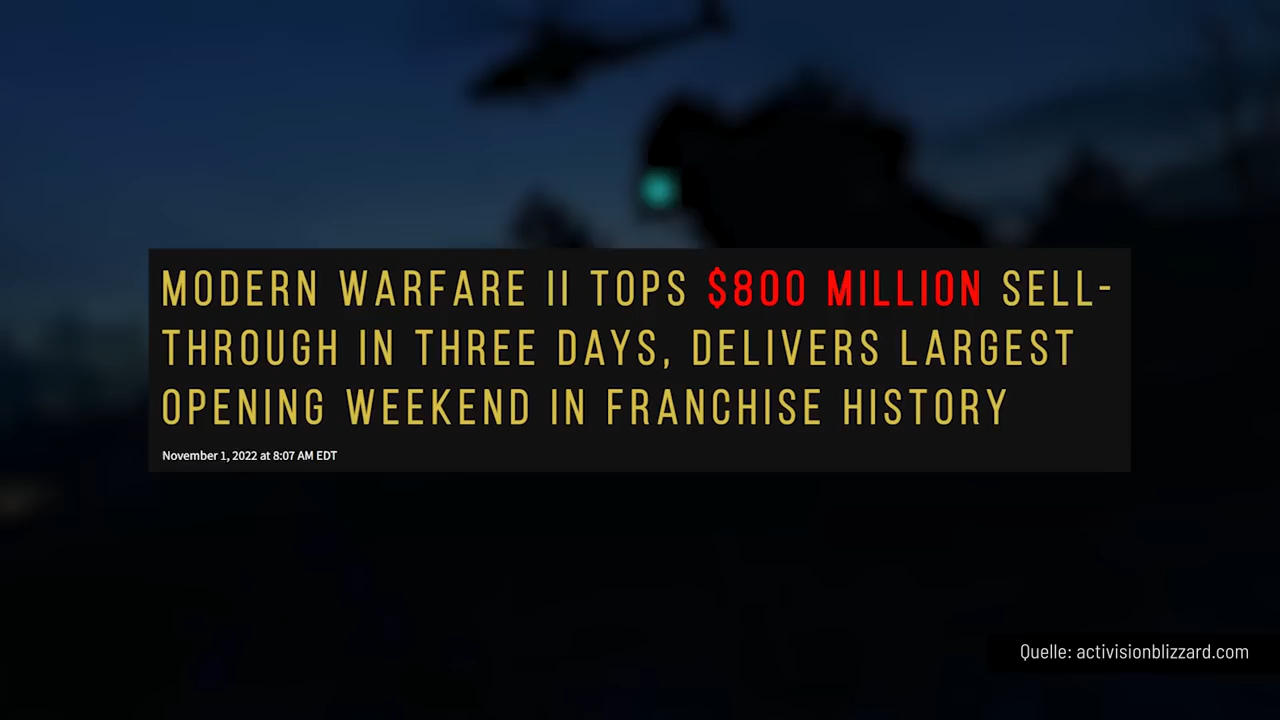 MODERN WARFARE II TOPS $800 MILLION SELL-
THROUGH IN THREE DAYS, DELIVERS LARGEST
OPENING WEEKEND IN FRANCHISE HISTORY
November 1, 2022 at 8:07 AM EDT
Quelle: activisionblizzard.com